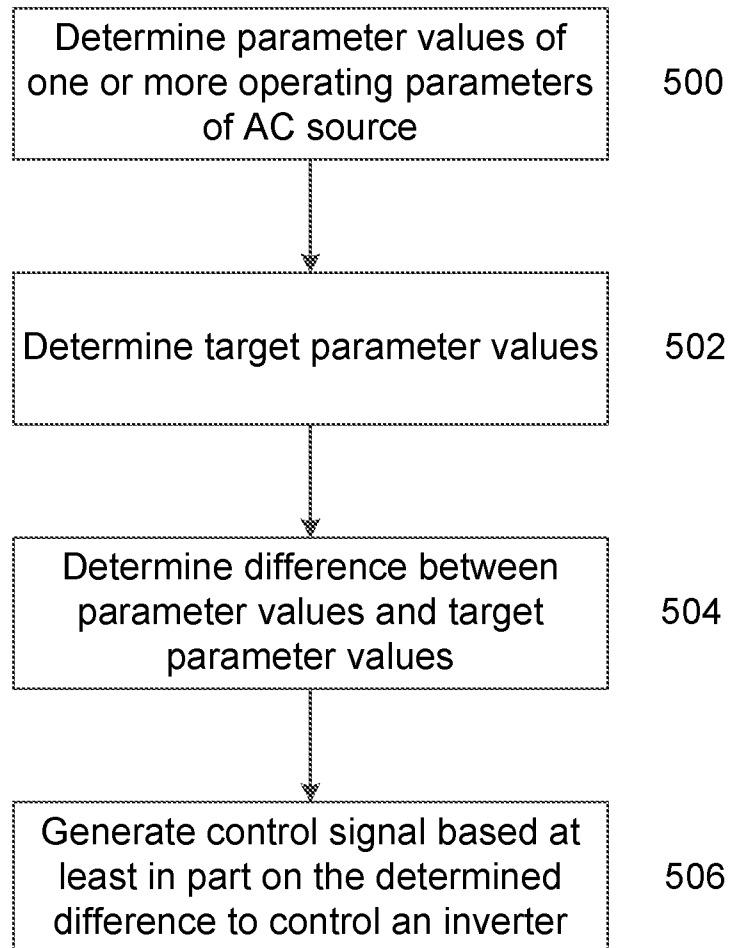 Determine parameter values of
one or more operating parameters
of AC source
500
Determine target parameter values
502
Determine difference between
parameter values and target
parameter values
504
Generate control signal based at
least in part on the determined
difference to control an inverter
506